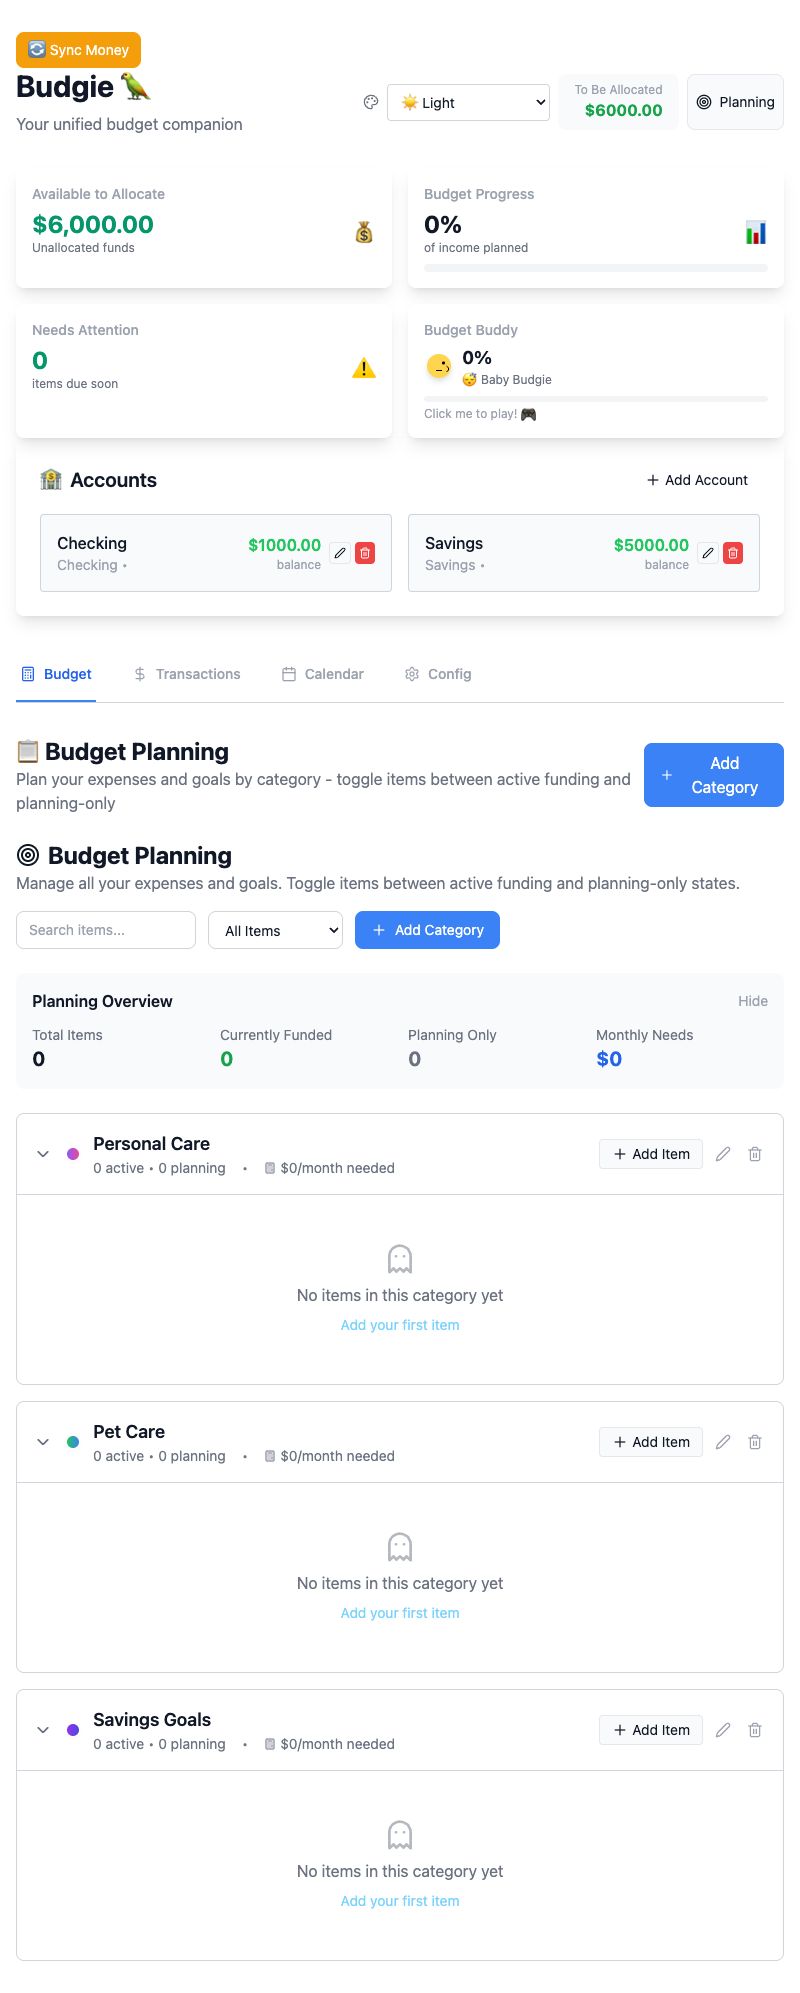 Sync Money
Budgie
Your unified budget companion
Light
To Be Allocated
$6000.00
Planning
Available to Allocate
$6,000.00
Unallocated funds
Budget Progress
0%
of income planned
Needs Attention
0
items due soon
Budget Buddy
0%
Baby Budgie
Click me to play!
Accounts
+ Add Account
Checking
Checking •
$1000.00
balance
Savings
Savings •
$5000.00
balance
Budget
Transactions
Calendar
Config
Budget Planning
Plan your expenses and goals by category - toggle items between active funding and
planning-only
+ Add
Category
Budget Planning
Manage all your expenses and goals. Toggle items between active funding and planning-only states.
Search items...
All Items
+ Add Category
Planning Overview
Hide
Total Items
0
Currently Funded
0
Planning Only
0
Monthly Needs
$0
Personal Care
0 active • 0 planning • $0/month needed
+ Add Item
No items in this category yet
Add your first item
Pet Care
0 active • 0 planning • $0/month needed
+ Add Item
No items in this category yet
Add your first item
Savings Goals
0 active • 0 planning • $0/month needed
+ Add Item
No items in this category yet
Add your first item